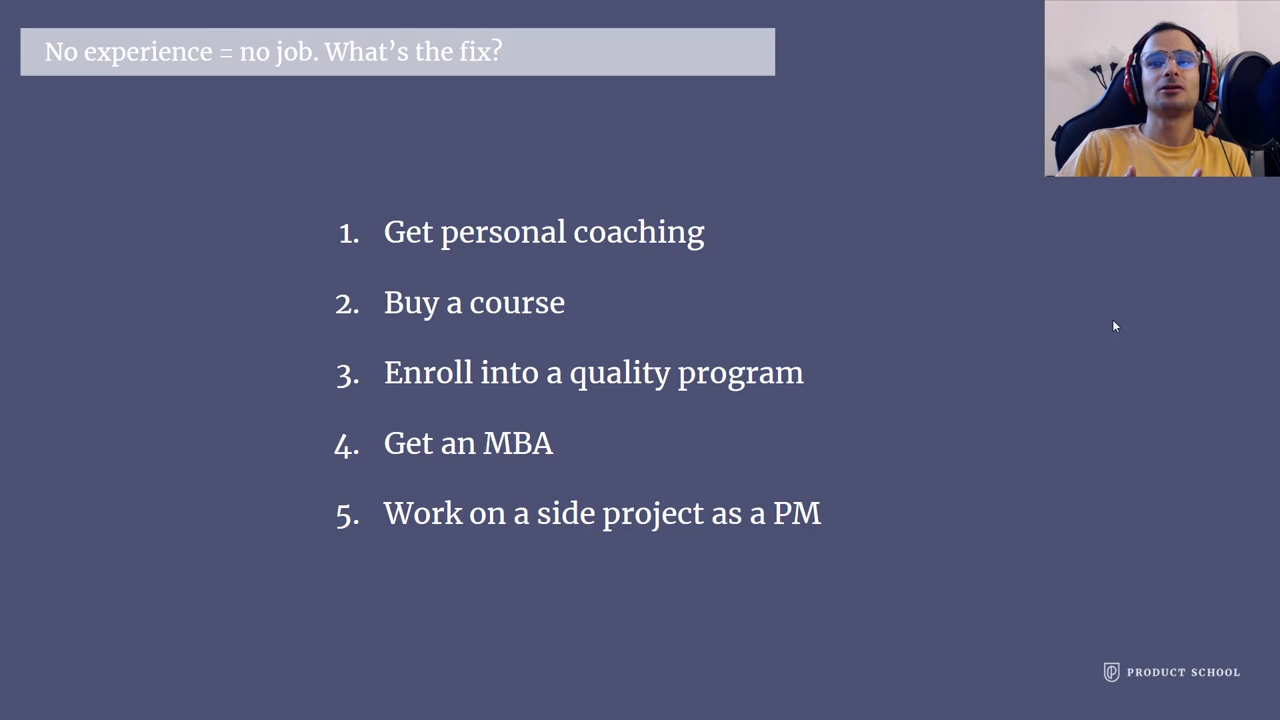 No experience = no job. What's the fix?
1. Get personal coaching
2. Buy a course
3. Enroll into a quality program
4. Get an MBA
5. Work on a side project as a PM
PRODUCT SCHOOL